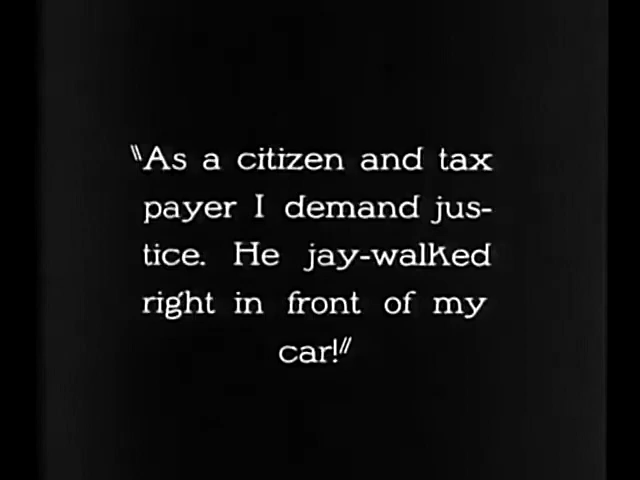 "As a citizen and tax
payer I demand jus-
tice. He jay-walked
right in front of my
car!"